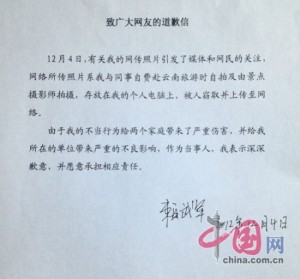 致广大网友的道歉信
12月4日,有关我的网传照片引发了媒体和网民的关注,
网络所传照片系我与同事自费赴云南旅游时自拍及由景点
摄影师拍摄,存放在我的个人电脑上,被人窃取并上传至网
络。
由于我的不当行为给两个家庭带来了严重伤害,并给我
所在的单位带来严重的不良影响,作为当事人,我表示深深
歉意,并愿意承担相应责任。
12年12月4日
中国网
china.com.cn